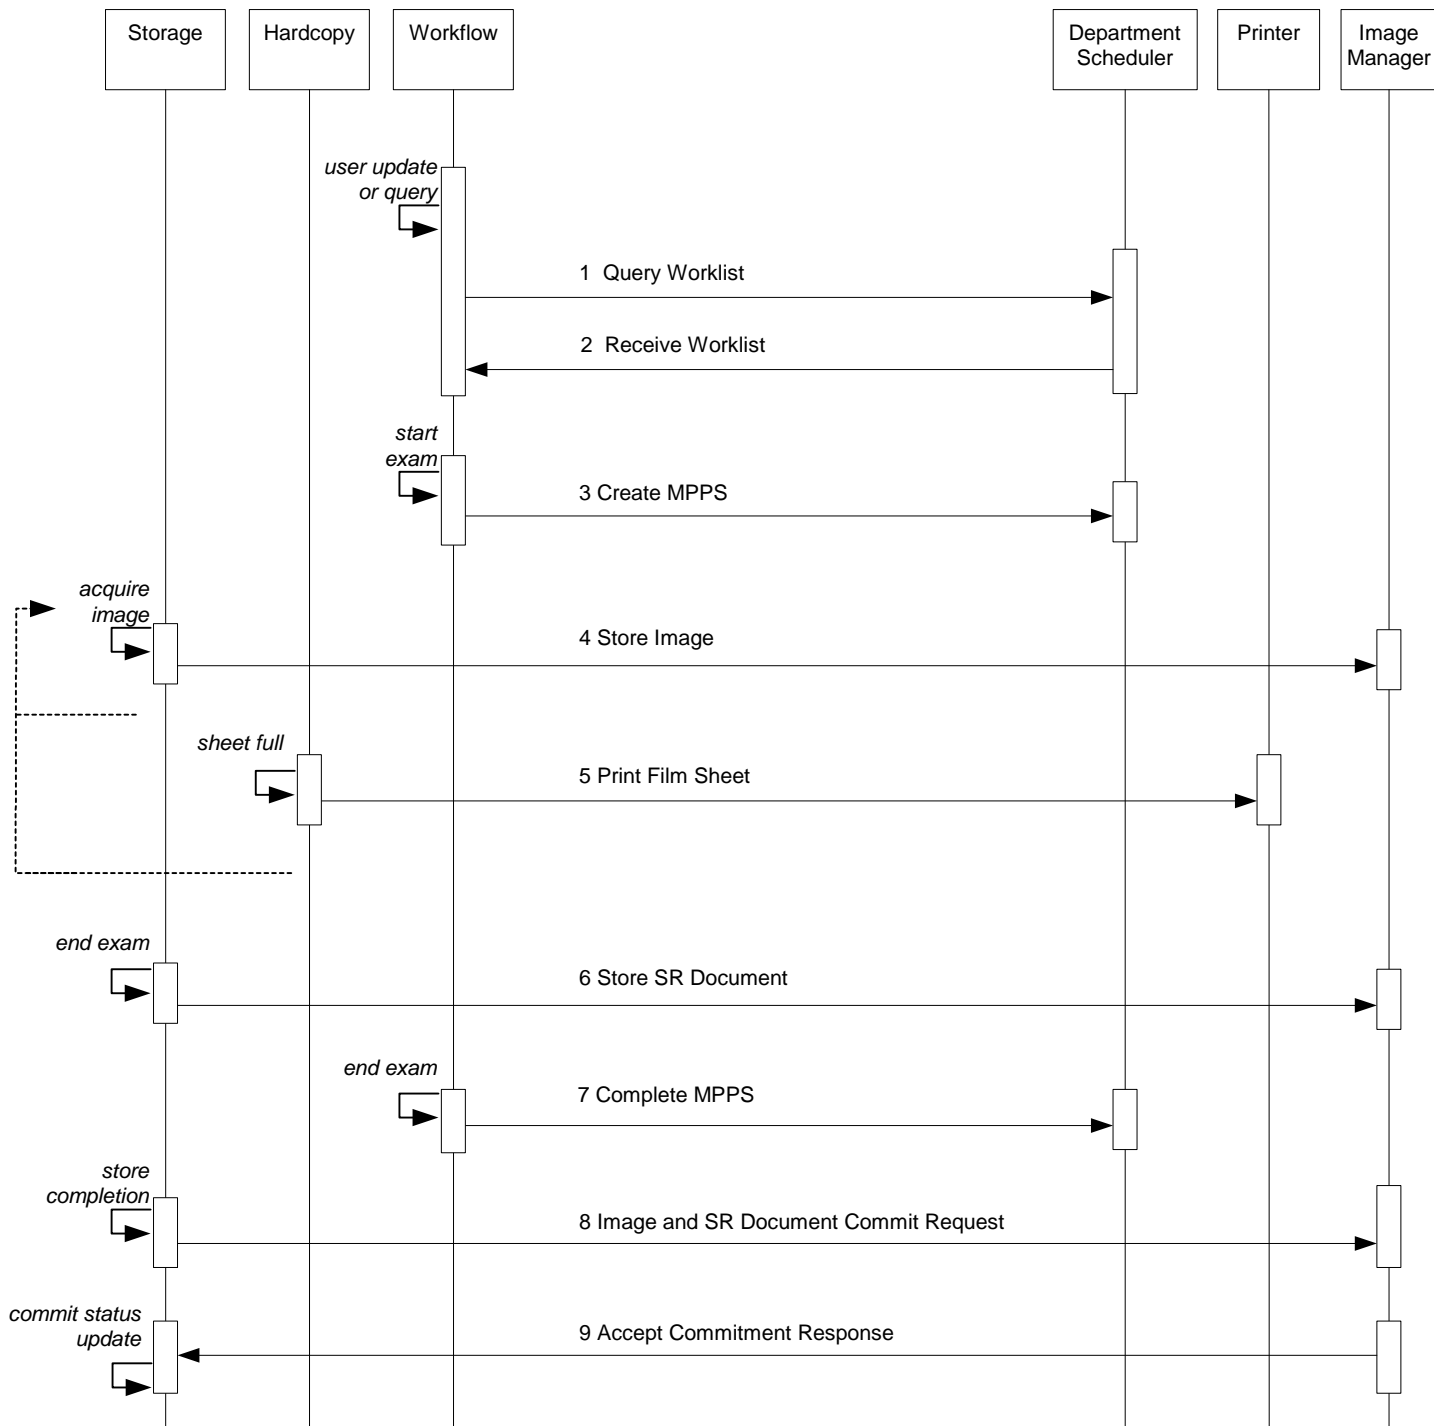 Storage
Hardcopy
Workflow
Department
Scheduler
Printer
Image
Manager
user update
or query
1 Query Worklist
2 Receive Worklist
start
exam
3 Create MPPS
acquire
image
4 Store Image
sheet full
5 Print Film Sheet
end exam
6 Store SR Document
end exam
7 Complete MPPS
store
completion
8 Image and SR Document Commit Request
commit status
update
9 Accept Commitment Response